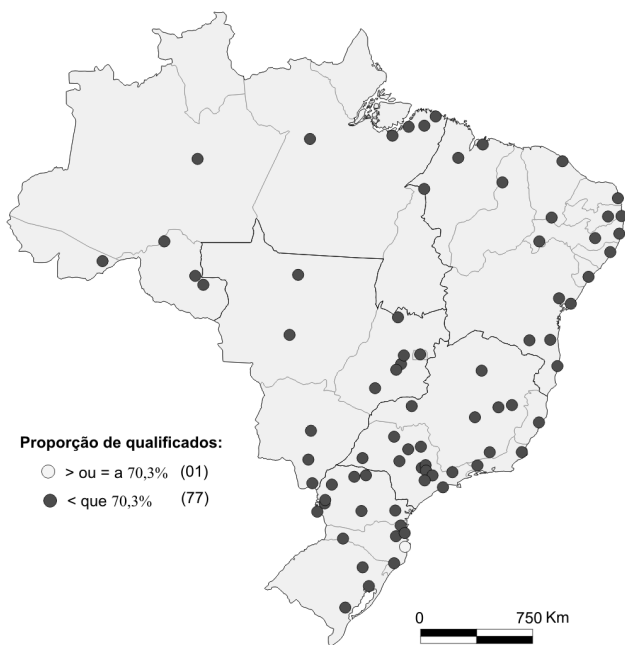 Proporção de qualificados:
> ou = a 70,3% (01)
< que 70,3% (77)
0 750 Km